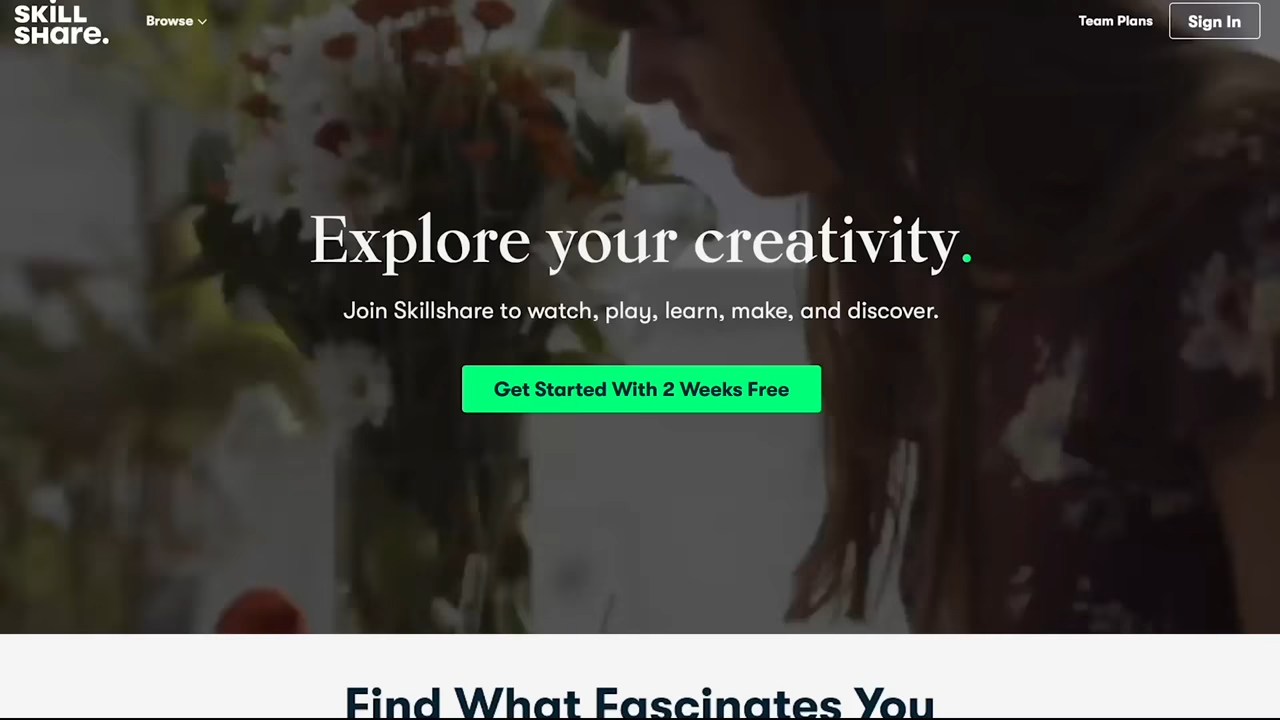 SKILL
SHare.
Browse
Team Plans
Sign In
Explore your creativity.
Join Skillshare to watch, play, learn, make, and discover.
Get Started With 2 Weeks Free
Find What Fascinates You